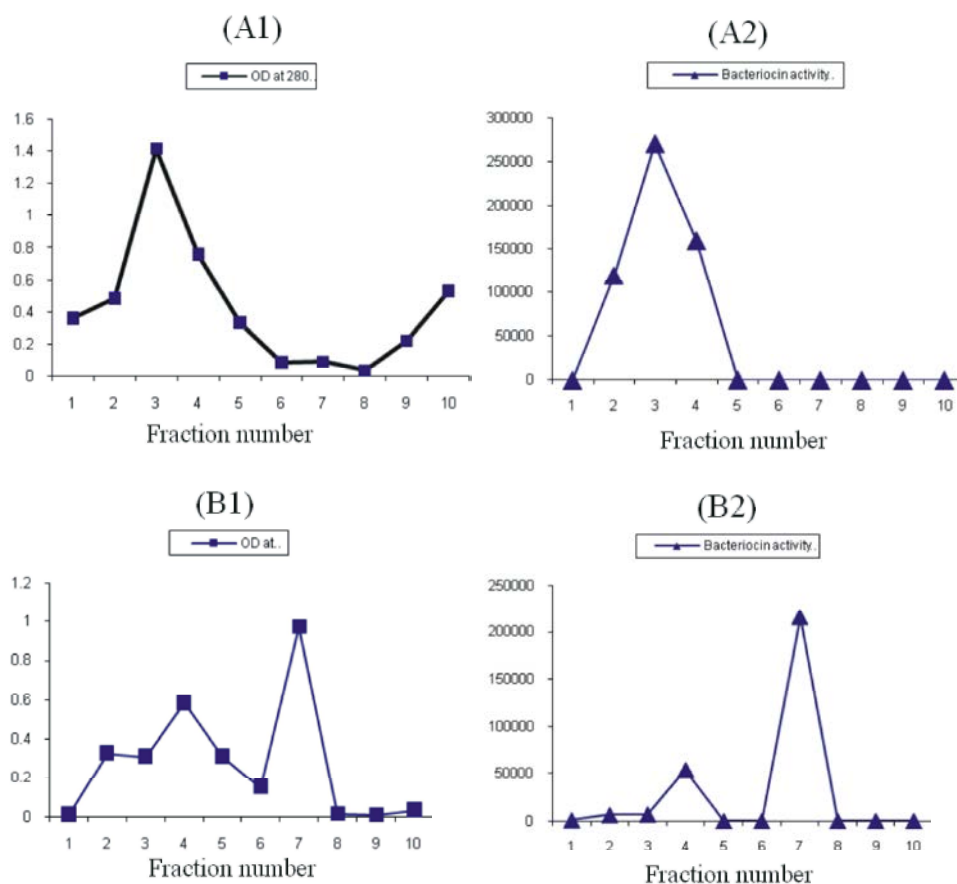 (A1)
OD at 280..
1.6
1.4
1.2
1
0.8
0.6
0.4
0.2
0
1 2 3 4 5 6 7 8 9 10
Fraction number
(A2)
Bacteriocin activity..
300000
250000
200000
150000
100000
50000
0
1 2 3 4 5 6 7 8 9 10
Fraction number
(B1)
OD at..
1.2
1
0.8
0.6
0.4
0.2
0
1 2 3 4 5 6 7 8 9 10
Fraction number
(B2)
Bacteriocin activity..
250000
200000
150000
100000
50000
0
1 2 3 4 5 6 7 8 9 10
Fraction number